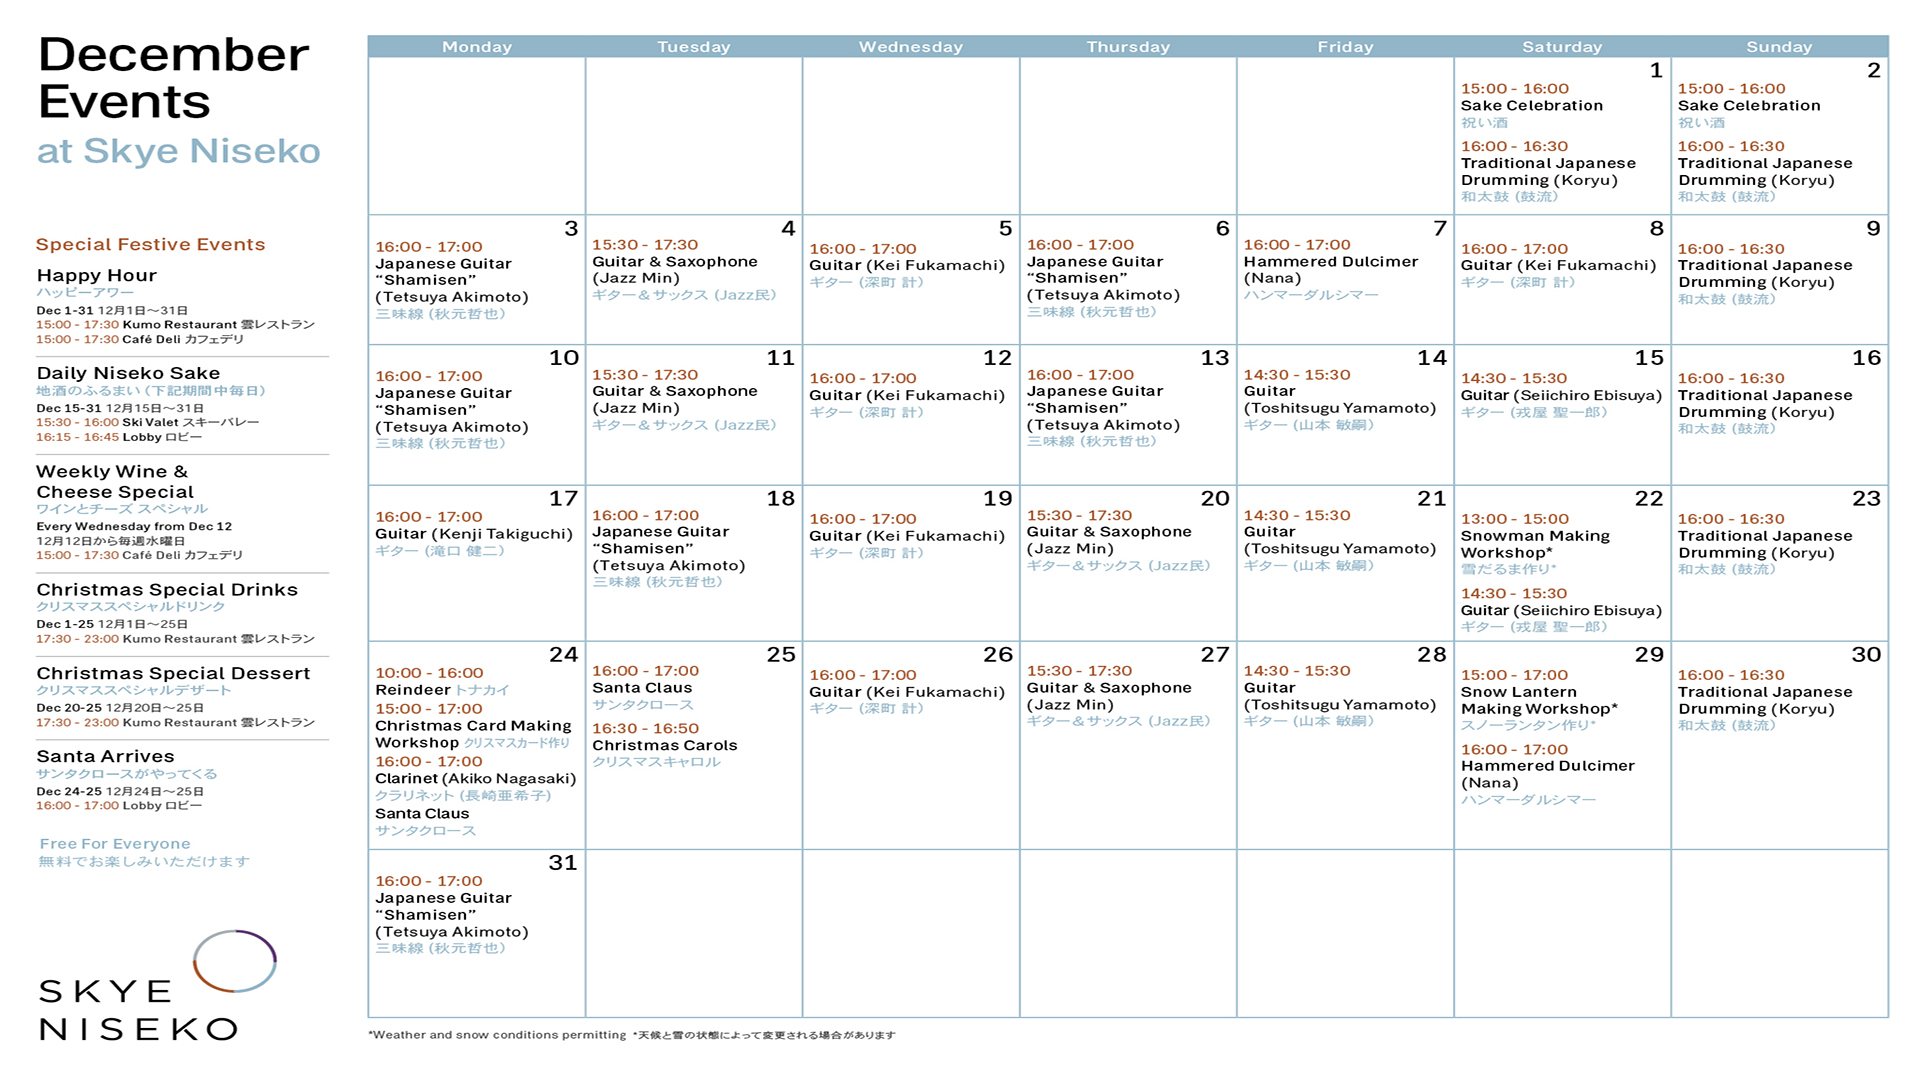 December
Events
at Skye Niseko
Special Festive Events
Happy Hour
ハッピーアワー
Dec 1-31 12月1日〜31日
15:00 - 17:30 Kumo Restaurant 雲レストラン
15:00 - 17:30 Café Deli カフェデリ
Daily Niseko Sake
地酒のふるまい（下記期間中毎日）
Dec 15-31 12月15日〜31日
15:30 - 16:00 Ski Valet スキーバレー
16:15 - 16:45 Lobby ロビー
Weekly Wine &
Cheese Special
ワインとチーズ スペシャル
Every Wednesday from Dec 12
12月12日から毎週水曜日
15:00 - 17:30 Café Deli カフェデリ
Christmas Special Drinks
クリスマススペシャルドリンク
Dec 1-25 12月1日〜25日
17:30 - 23:00 Kumo Restaurant 雲レストラン
Christmas Special Dessert
クリスマススペシャルデザート
Dec 20-25 12月20日〜25日
17:30 - 23:00 Kumo Restaurant 雲レストラン
Santa Arrives
サンタクロースがやってくる
Dec 24-25 12月24日〜25日
16:00 - 17:00 Lobby ロビー
Free For Everyone
無料でお楽しみいただけます
SKYE
NISEKO
Monday Tuesday Wednesday Thursday Friday Saturday Sunday
1
15:00 - 16:00
Sake Celebration
祝い酒
16:00 - 16:30
Traditional Japanese
Drumming (Koryu)
和太鼓 (鼓流)
2
15:00 - 16:00
Sake Celebration
祝い酒
16:00 - 16:30
Traditional Japanese
Drumming (Koryu)
和太鼓 (鼓流)
3
16:00 - 17:00
Japanese Guitar
“Shamisen”
(Tetsuya Akimoto)
三味線 (秋元哲也)
4
15:30 - 17:30
Guitar & Saxophone
(Jazz Min)
ギター＆サックス (Jazz民)
5
16:00 - 17:00
Guitar (Kei Fukamachi)
ギター (深町 計)
6
16:00 - 17:00
Japanese Guitar
“Shamisen”
(Tetsuya Akimoto)
三味線 (秋元哲也)
7
16:00 - 17:00
Hammered Dulcimer
(Nana)
ハンマーダルシマー
8
16:00 - 17:00
Guitar (Kei Fukamachi)
ギター (深町 計)
9
16:00 - 16:30
Traditional Japanese
Drumming (Koryu)
和太鼓 (鼓流)
10
16:00 - 17:00
Japanese Guitar
“Shamisen”
(Tetsuya Akimoto)
三味線 (秋元哲也)
11
15:30 - 17:30
Guitar & Saxophone
(Jazz Min)
ギター＆サックス (Jazz民)
12
16:00 - 17:00
Guitar (Kei Fukamachi)
ギター (深町 計)
13
16:00 - 17:00
Japanese Guitar
“Shamisen”
(Tetsuya Akimoto)
三味線 (秋元哲也)
14
14:30 - 15:30
Guitar
(Toshitsugu Yamamoto)
ギター (山本 敏嗣)
15
14:30 - 15:30
Guitar (Seiichiro Ebisuya)
ギター (戎屋 聖一郎)
16
16:00 - 16:30
Traditional Japanese
Drumming (Koryu)
和太鼓 (鼓流)
17
16:00 - 17:00
Guitar (Kenji Takiguchi)
ギター (滝口 健二)
18
16:00 - 17:00
Japanese Guitar
“Shamisen”
(Tetsuya Akimoto)
三味線 (秋元哲也)
19
16:00 - 17:00
Guitar (Kei Fukamachi)
ギター (深町 計)
20
15:30 - 17:30
Guitar & Saxophone
(Jazz Min)
ギター＆サックス (Jazz民)
21
14:30 - 15:30
Guitar
(Toshitsugu Yamamoto)
ギター (山本 敏嗣)
22
13:00 - 15:00
Snowman Making
Workshop*
雪だるま作り*
14:30 - 15:30
Guitar (Seiichiro Ebisuya)
ギター (戎屋 聖一郎)
23
16:00 - 16:30
Traditional Japanese
Drumming (Koryu)
和太鼓 (鼓流)
24
10:00 - 16:00
Reindeer トナカイ
15:00 - 17:00
Christmas Card Making
Workshop クリスマスカード作り
16:00 - 17:00
Clarinet (Akiko Nagasaki)
クラリネット (長崎亜希子)
Santa Claus
サンタクロース
25
16:00 - 17:00
Santa Claus
サンタクロース
16:30 - 16:50
Christmas Carols
クリスマスキャロル
26
16:00 - 17:00
Guitar (Kei Fukamachi)
ギター (深町 計)
27
15:30 - 17:30
Guitar & Saxophone
(Jazz Min)
ギター＆サックス (Jazz民)
28
14:30 - 15:30
Guitar
(Toshitsugu Yamamoto)
ギター (山本 敏嗣)
29
15:00 - 17:00
Snow Lantern
Making Workshop*
スノーランタン作り*
16:00 - 17:00
Hammered Dulcimer
(Nana)
ハンマーダルシマー
30
16:00 - 16:30
Traditional Japanese
Drumming (Koryu)
和太鼓 (鼓流)
31
16:00 - 17:00
Japanese Guitar
“Shamisen”
(Tetsuya Akimoto)
三味線 (秋元哲也)
*Weather and snow conditions permitting *天候と雪の状態によって変更される場合があります